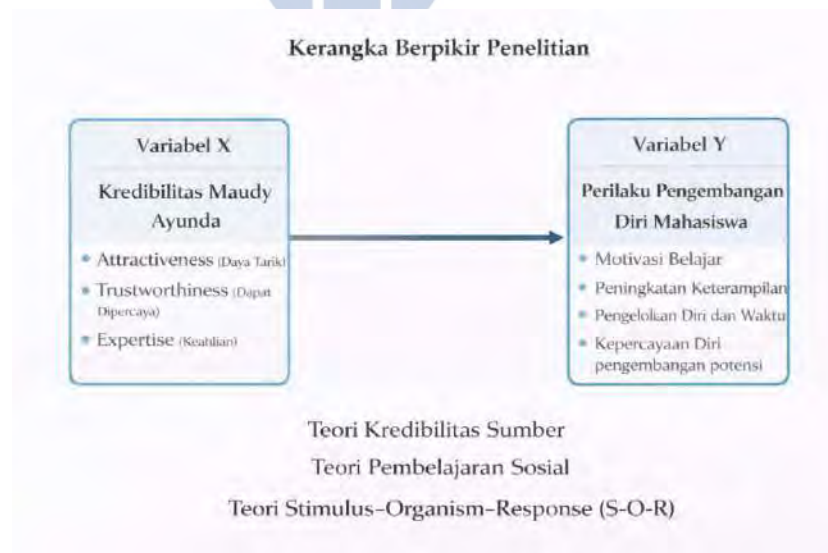 Kerangka Berpikir Penelitian
Variabel X
Kredibilitas Maudy
Ayunda
Attractiveness (Daya Tarik)
Trustworthiness (Dapat
Dipercaya)
Expertise (Keahlian)
Variabel Y
Perilaku Pengembangan
Diri Mahasiswa
Motivasi Belajar
Peningkatan Keterampilan
Pengelolaan Diri dan Waktu
Kepercayaan Diri
pengembangan potensi
Teori Kredibilitas Sumber
Teori Pembelajaran Sosial
Teori Stimulus–Organism–Response (S-O-R)